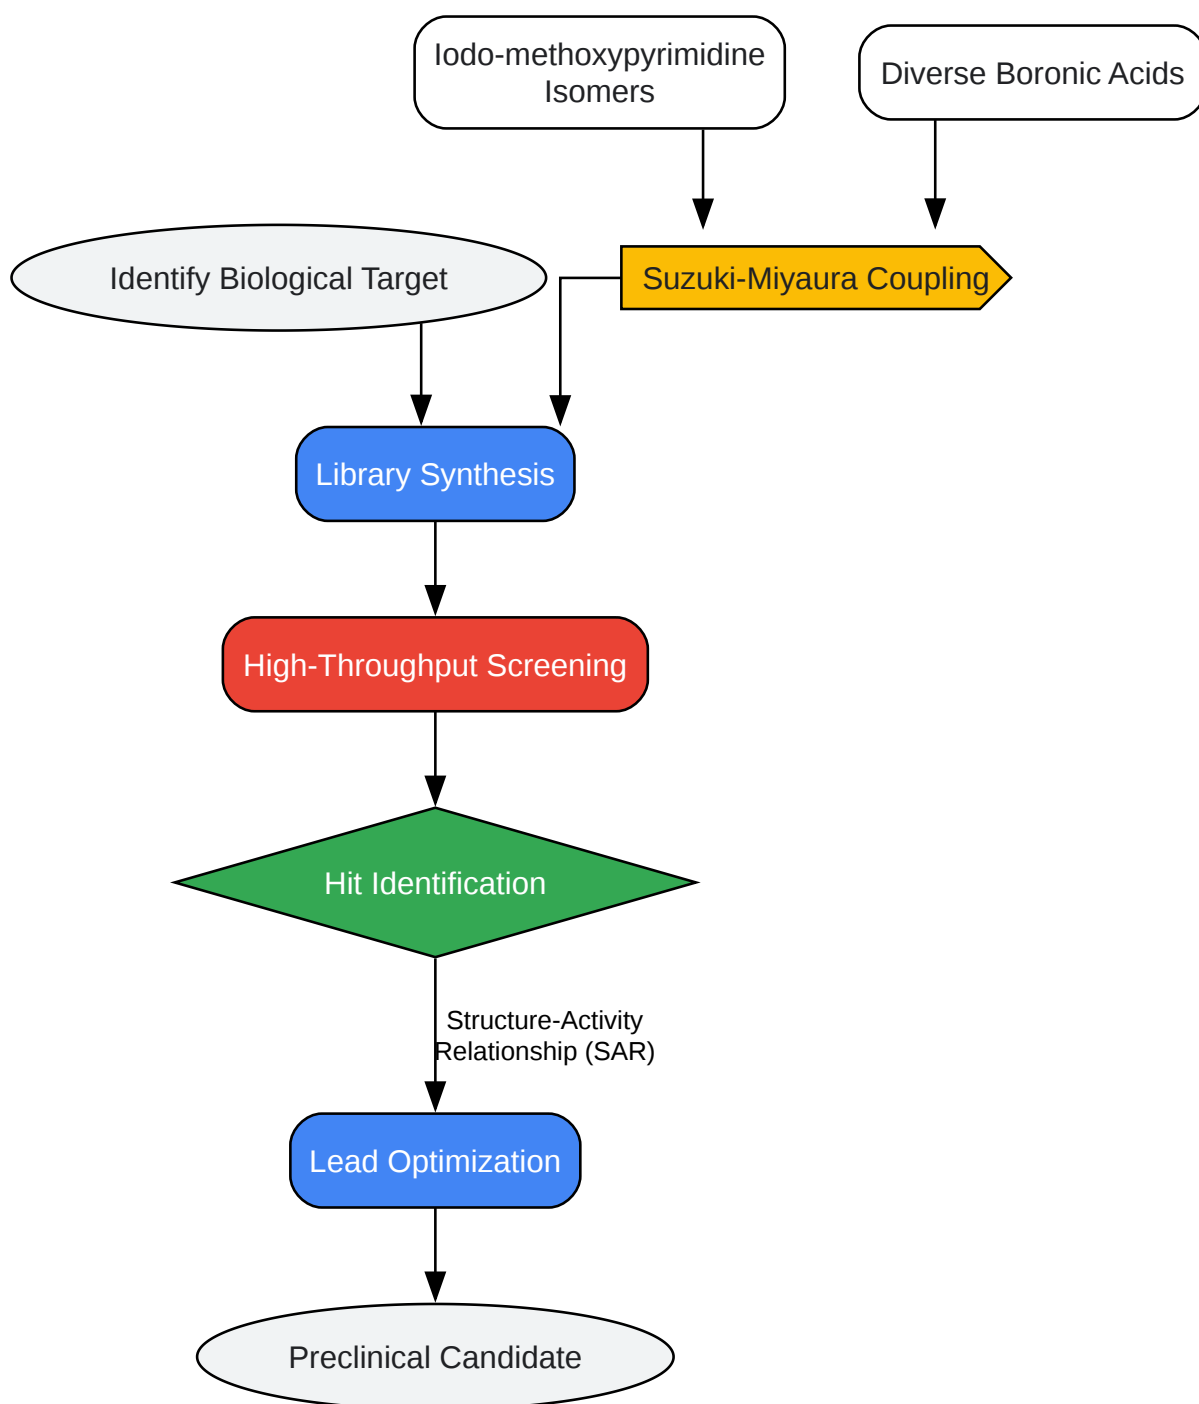 Iodo-methoxypyrimidine
Isomers
Diverse Boronic Acids
Identify Biological Target
Suzuki-Miyaura Coupling
Library Synthesis
High-Throughput Screening
Hit Identification
Structure-Activity
Relationship (SAR)
Lead Optimization
Preclinical Candidate